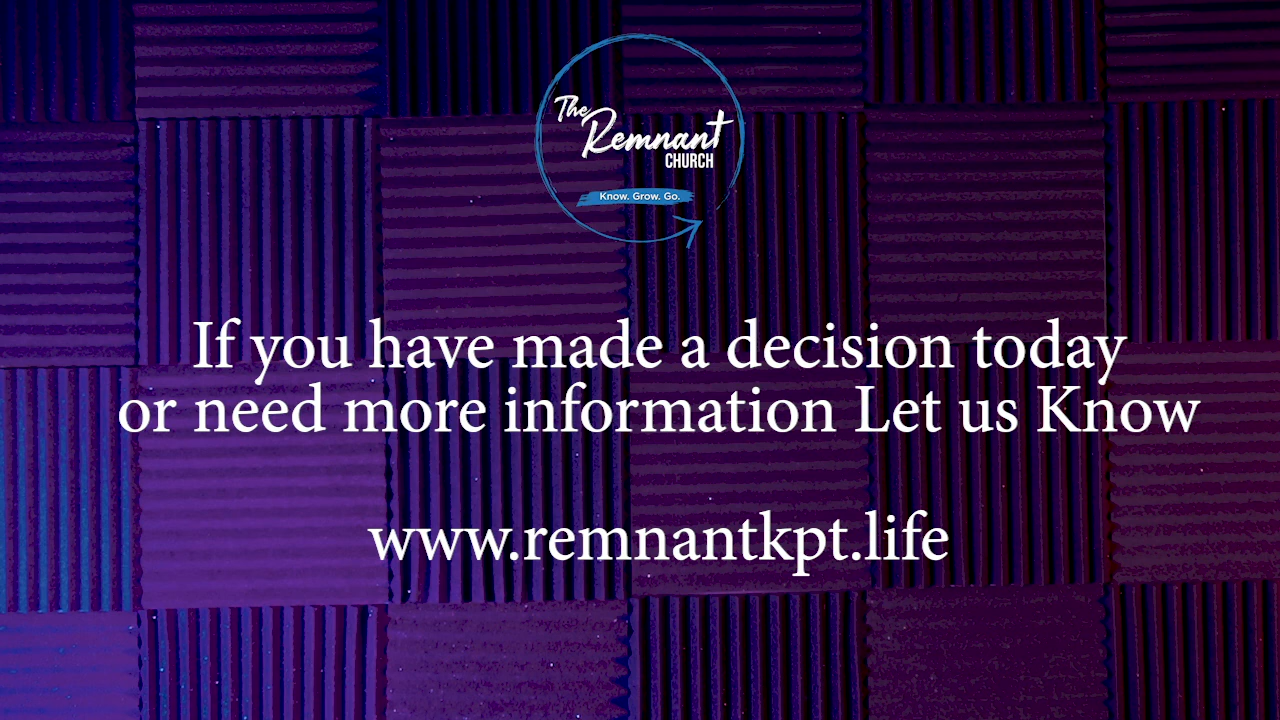 The
Remnant
CHURCH
Know. Grow. Go.
If you have made a decision today
or need more information Let us Know
www.remnantkpt.life